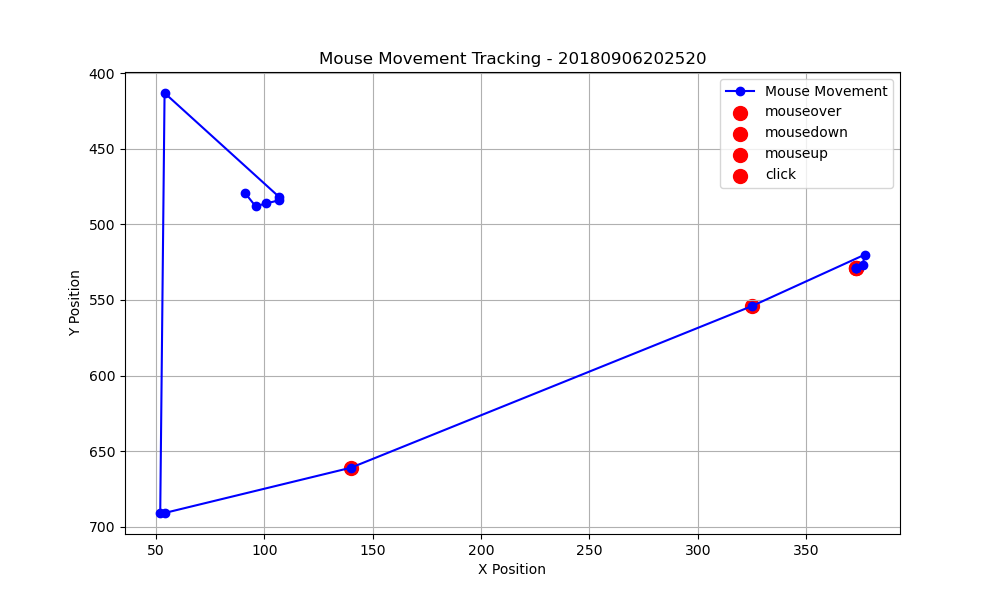 Mouse Movement Tracking - 20180906202520
Mouse Movement
mouseover
mousedown
mouseup
click
400
450
500
550
600
650
700
Y Position
50 100 150 200 250 300 350
X Position